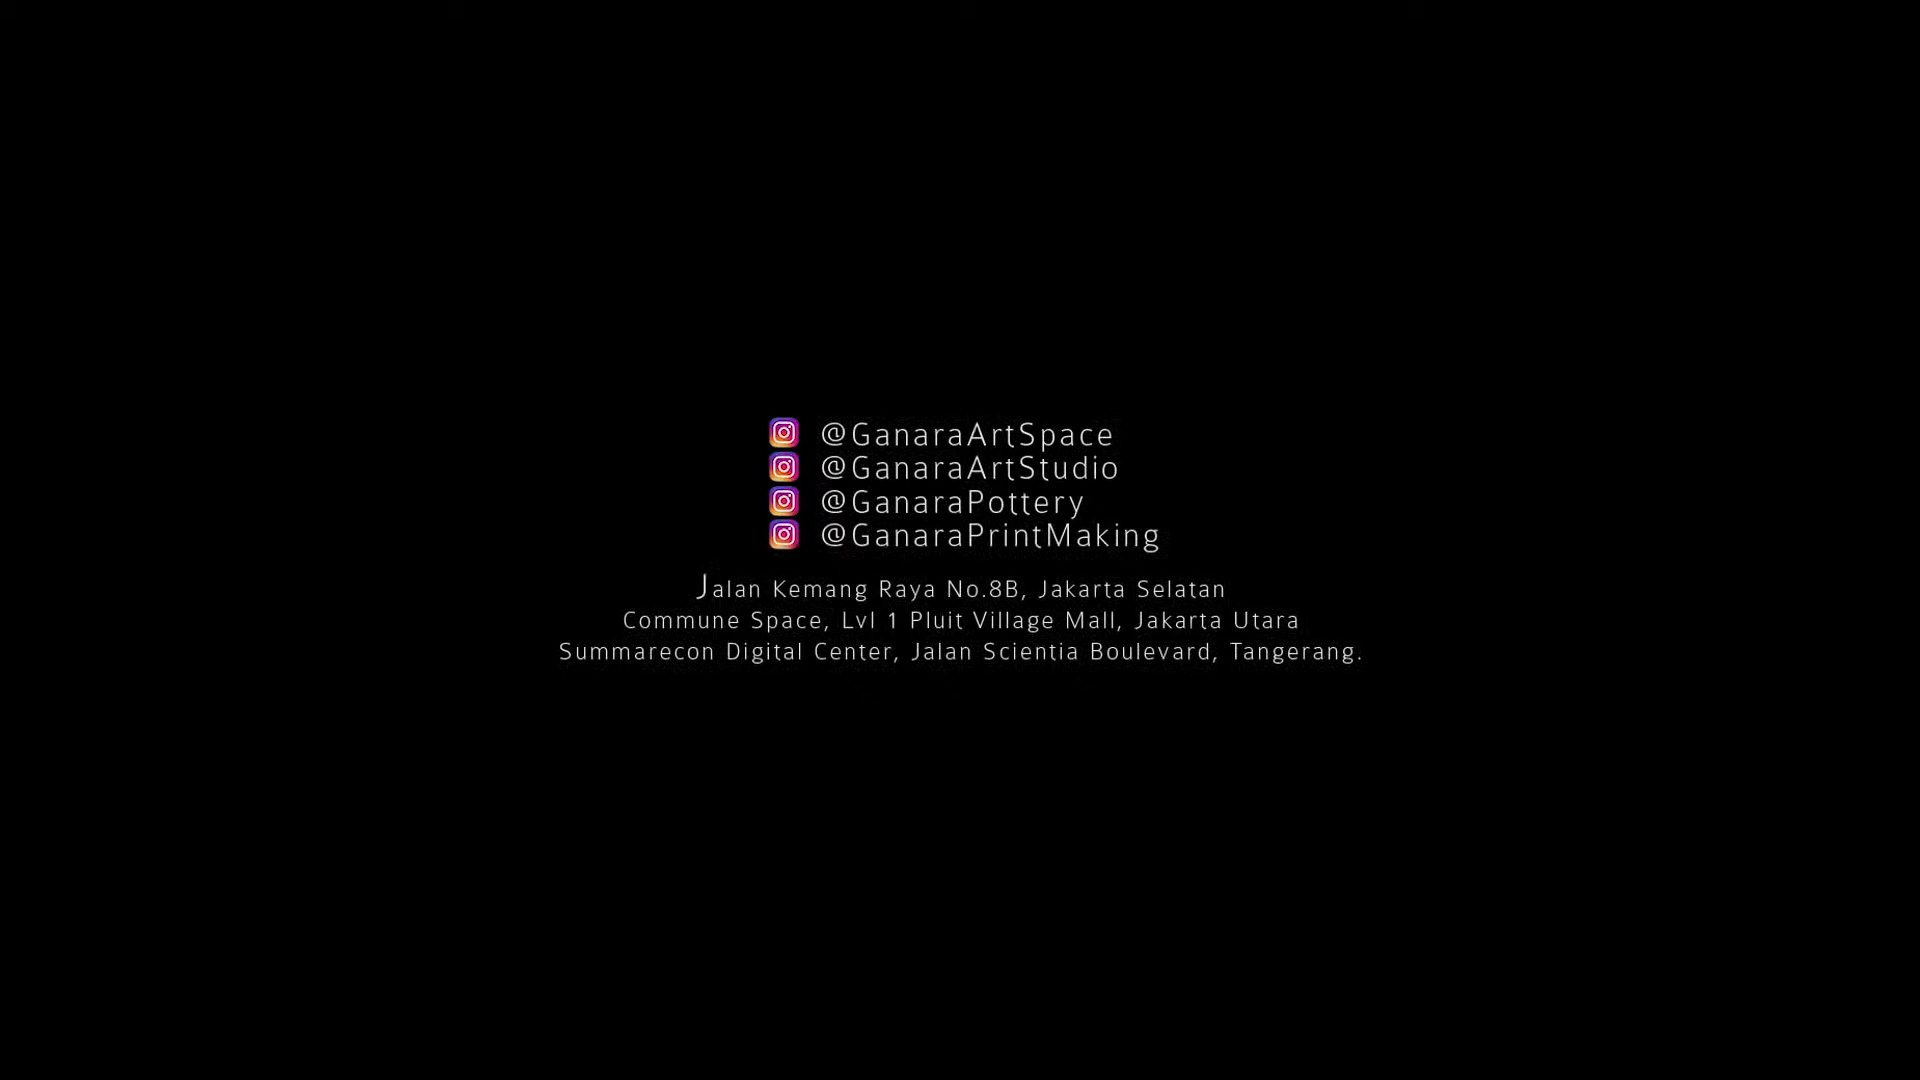 @GanaraArtSpace
@GanaraArtStudio
@GanaraPottery
@GanaraPrintMaking
Jalan Kemang Raya No.8B, Jakarta Selatan
Commune Space, Lvl 1 Pluit Village Mall, Jakarta Utara
Summarecon Digital Center, Jalan Scientia Boulevard, Tangerang.